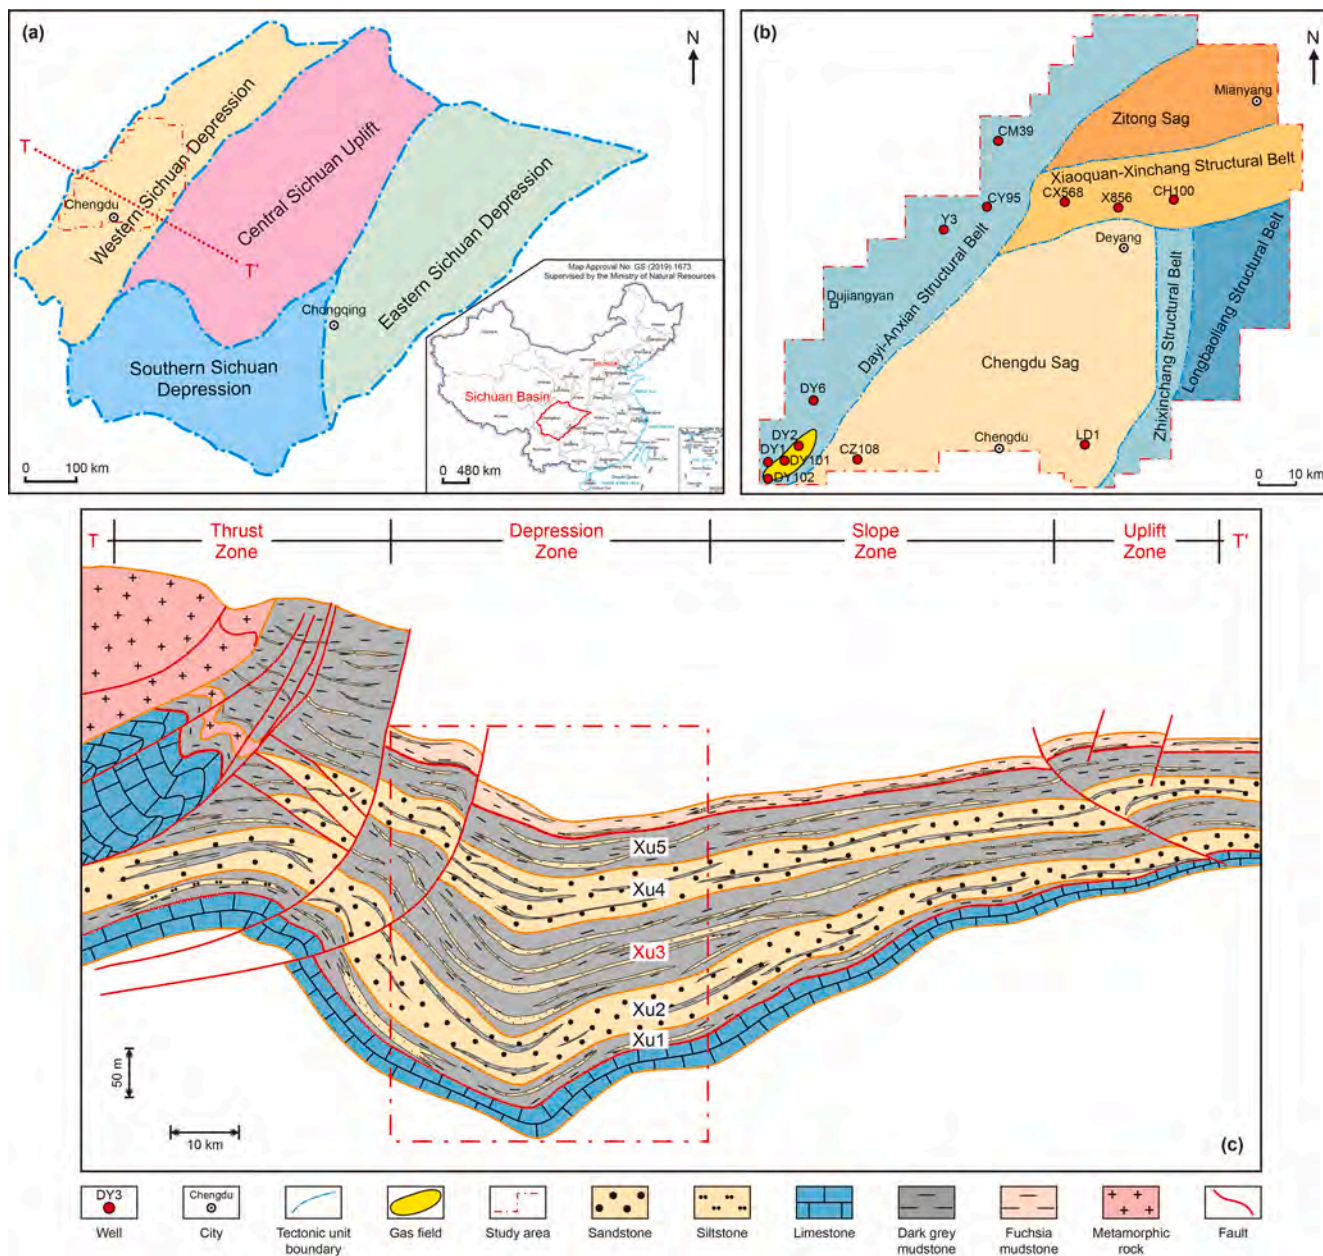 (a)
N
T
Chengdu
Western Sichuan Depression
Central Sichuan Uplift
T'
Eastern Sichuan Depression
Chongqing
Southern Sichuan
Depression
0 100 km
Map Approval No: GS (2019) 1673
Supervised by the Ministry of Natural Resources
Sichuan Basin
0 480 km
(b)
N
Mianyang
Zitong Sag
CM39
Xiaoquan-Xinchang Structural Belt
CX568
X856
CH100
CY95
Y3
Deyang
Dujiangyan
Dayi-Anxian Structural Belt
Chengdu Sag
Zhixinchang Structural Belt
Longbaoliang Structural Belt
DY6
DY2
DY1
DY101
DY102
CZ108
Chengdu
LD1
0 10 km
T
Thrust
Zone
Depression
Zone
Slope
Zone
Uplift
Zone
T'
Xu5
Xu4
Xu3
Xu2
Xu1
50 m
10 km
(c)
DY3
Well
Chengdu
City
Tectonic unit
boundary
Gas field
Study area
Sandstone
Siltstone
Limestone
Dark grey
mudstone
Fuchsia
mudstone
Metamorphic
rock
Fault